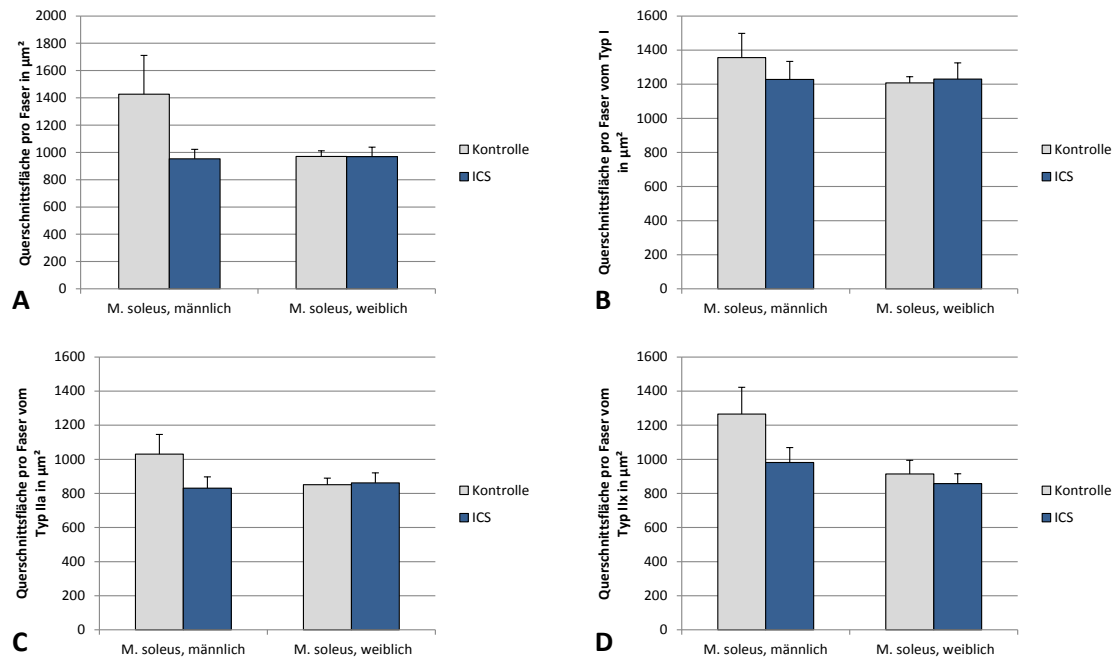 Querschnittsfläche pro Faser in µm²
2000
1800
1600
1400
1200
1000
800
600
400
200
0
M. soleus, männlich
M. soleus, weiblich
Kontrolle
ICS
A
Querschnittsfläche pro Faser vom Typ I
in µm²
1600
1400
1200
1000
800
600
400
200
0
M. soleus, männlich
M. soleus, weiblich
Kontrolle
ICS
B
Querschnittsfläche pro Faser vom
Typ IIa in µm²
1600
1400
1200
1000
800
600
400
200
0
M. soleus, männlich
M. soleus, weiblich
Kontrolle
ICS
C
Querschnittsfläche pro Faser vom
Typ IIx in µm²
1600
1400
1200
1000
800
600
400
200
0
M. soleus, männlich
M. soleus, weiblich
Kontrolle
ICS
D